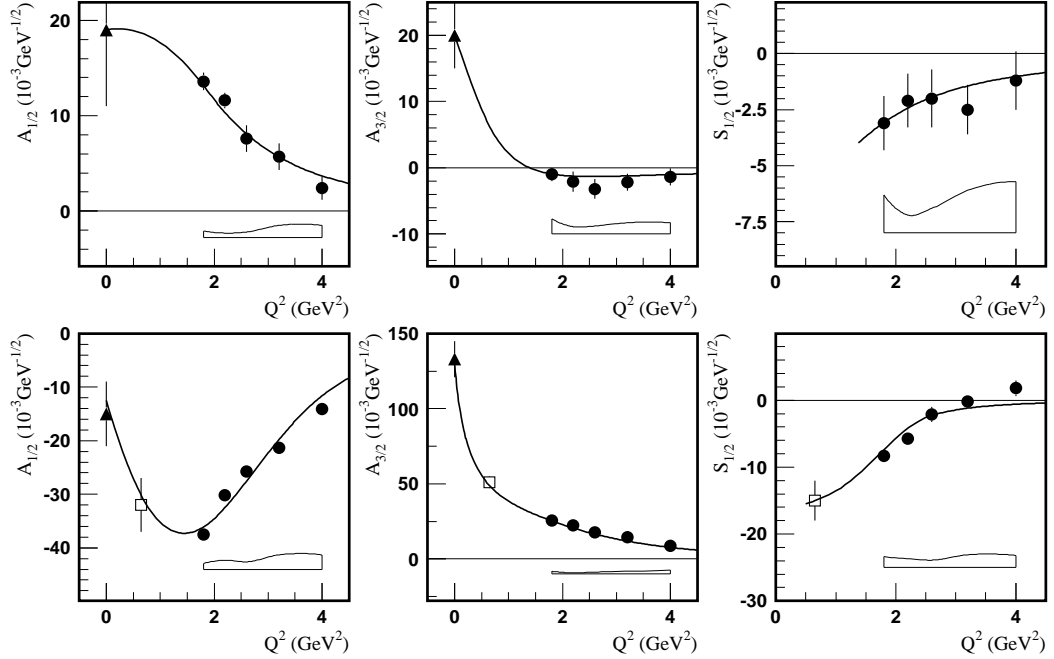 A1/2 (10-3GeV-1/2)
20
10
0
0 2 4
Q2 (GeV2)
A3/2 (10-3GeV-1/2)
20
10
0
-10
0 2 4
Q2 (GeV2)
S1/2 (10-3GeV-1/2)
0
-2.5
-5
-7.5
0 2 4
Q2 (GeV2)
A1/2 (10-3GeV-1/2)
0
-10
-20
-30
-40
0 2 4
Q2 (GeV2)
A3/2 (10-3GeV-1/2)
150
100
50
0
0 2 4
Q2 (GeV2)
S1/2 (10-3GeV-1/2)
0
-10
-20
-30
0 2 4
Q2 (GeV2)